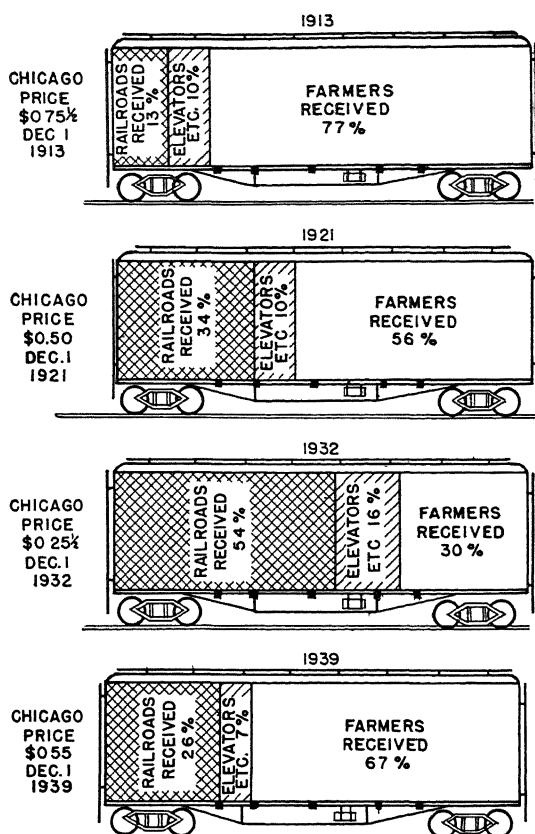 1913
CHICAGO
PRICE
$0.75½
DEC 1
1913
RAILROADS
RECEIVED
13%
ELEVATORS
ETC. 10%
FARMERS
RECEIVED
77%
1921
CHICAGO
PRICE
$0.50
DEC.1
1921
RAILROADS
RECEIVED
34%
ELEVATORS
ETC 10%
FARMERS
RECEIVED
56%
1932
CHICAGO
PRICE
$0 25¼
DEC.1
1932
RAILROADS
RECEIVED
54%
ELEVATORS
ETC 16%
FARMERS
RECEIVED
30%
1939
CHICAGO
PRICE
$0 55
DEC.1
1939
RAILROADS
RECEIVED
26%
ELEVATORS
ETC. 7%
FARMERS
RECEIVED
67%